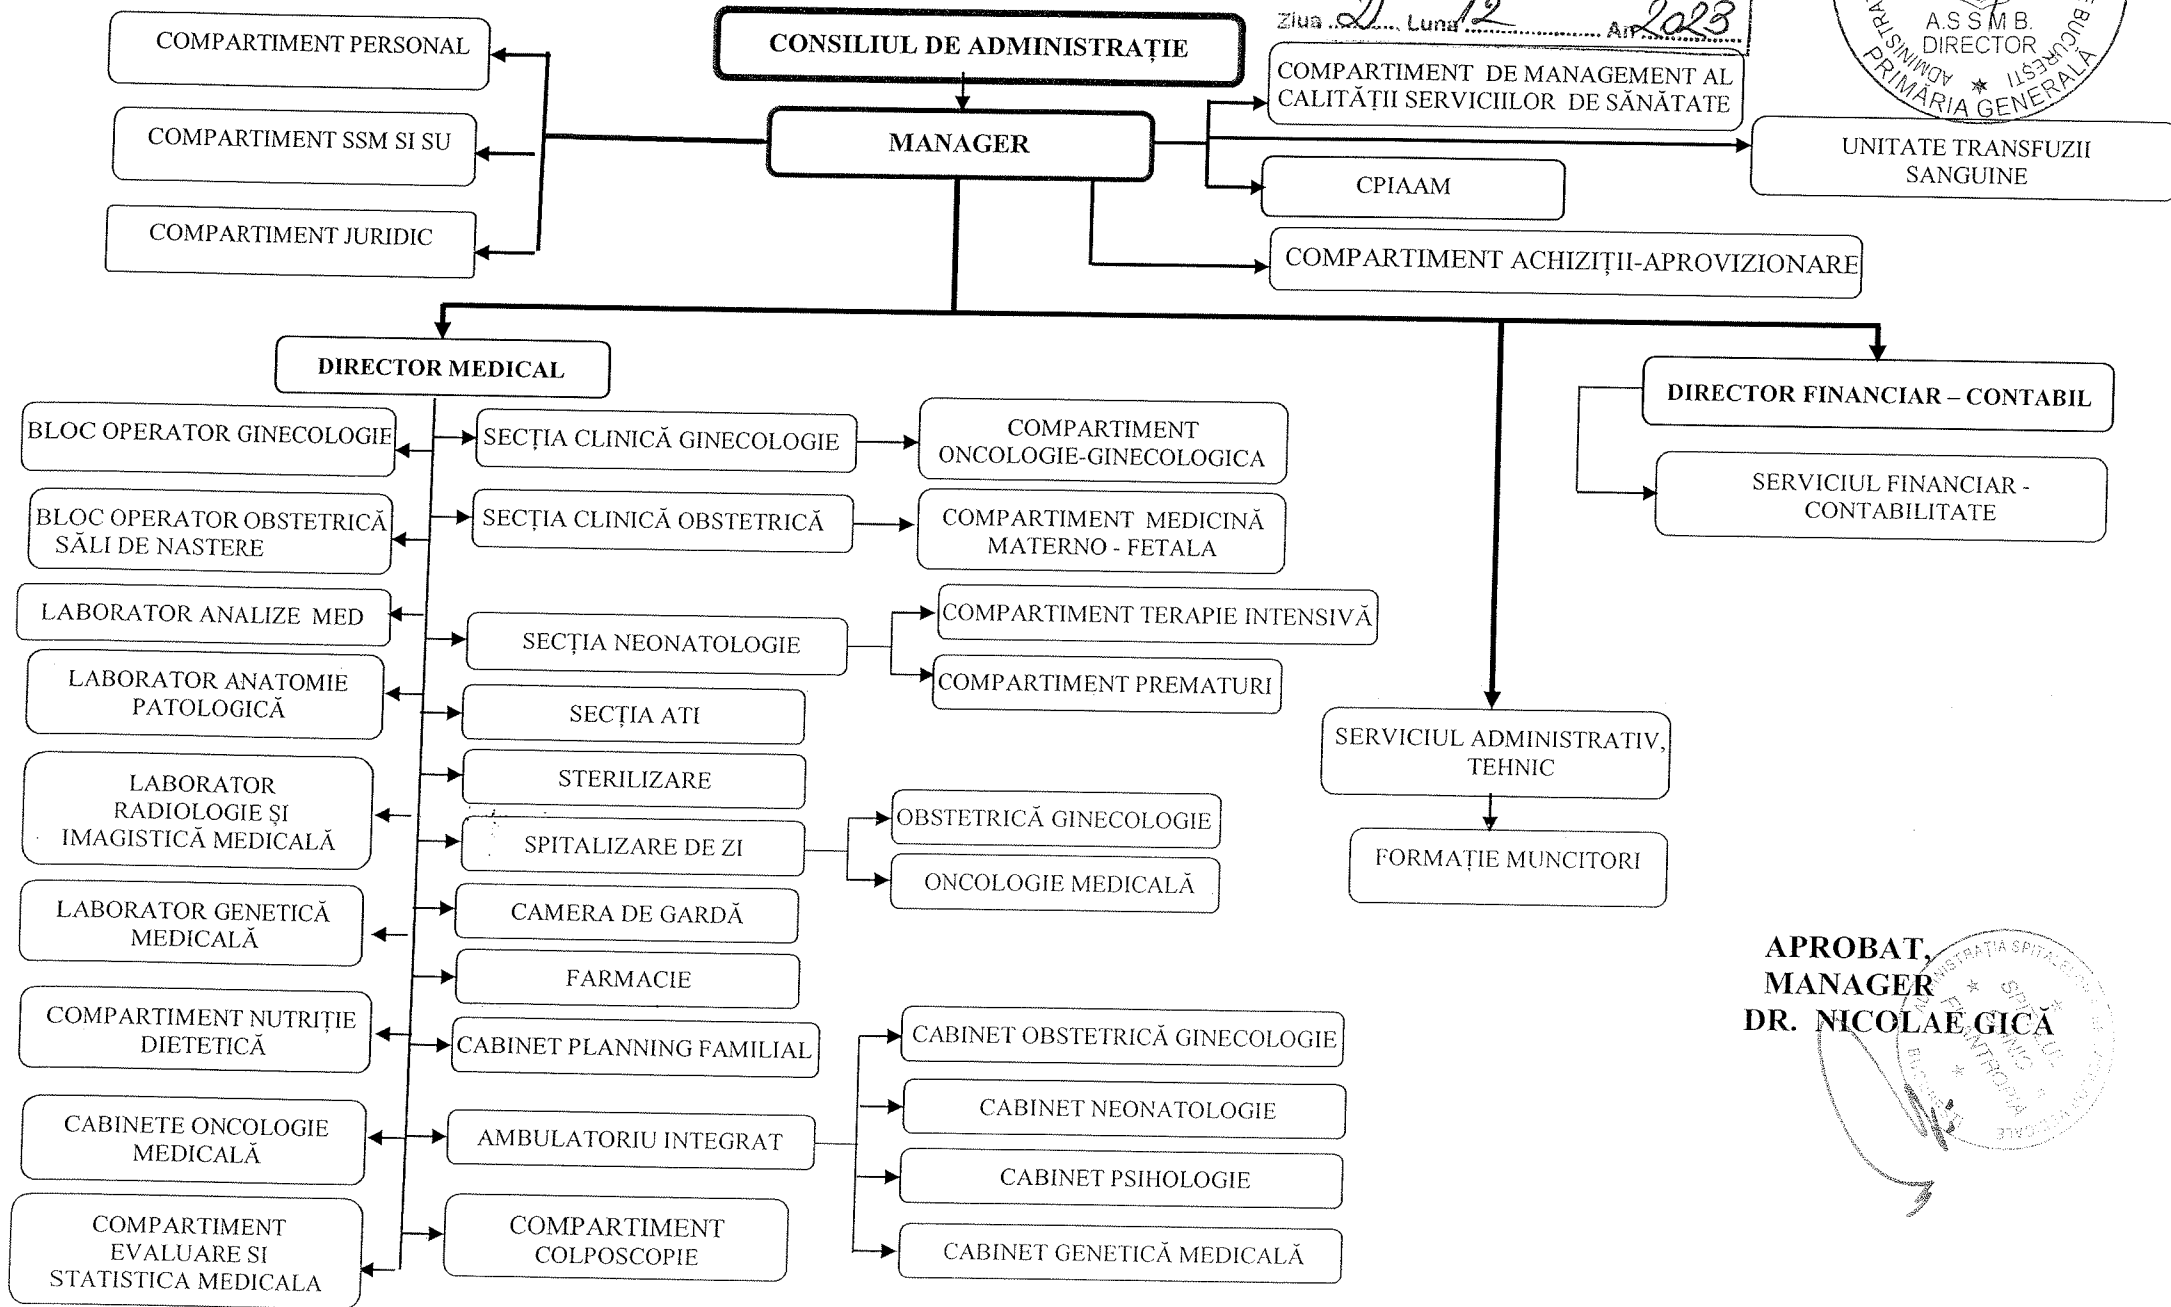 Ziua 21 Luna 12 An 2023
A.S.S.M.B.
DIRECTOR
PRIMĂRIA GENERALĂ
CONSILIUL DE ADMINISTRAȚIE
MANAGER
COMPARTIMENT PERSONAL
COMPARTIMENT SSM SI SU
COMPARTIMENT JURIDIC
COMPARTIMENT DE MANAGEMENT AL
CALITĂȚII SERVICIILOR DE SĂNĂTATE
UNITATE TRANSFUZII
SANGUINE
CPIAAM
COMPARTIMENT ACHIZIȚII-APROVIZIONARE
DIRECTOR MEDICAL
DIRECTOR FINANCIAR – CONTABIL
SERVICIUL FINANCIAR -
CONTABILITATE
BLOC OPERATOR GINECOLOGIE
BLOC OPERATOR OBSTETRICĂ
SĂLI DE NASTERE
LABORATOR ANALIZE MED
LABORATOR ANATOMIE
PATOLOGICĂ
LABORATOR
RADIOLOGIE ȘI
IMAGISTICĂ MEDICALĂ
LABORATOR GENETICĂ
MEDICALĂ
COMPARTIMENT NUTRIȚIE
DIETETICĂ
CABINETE ONCOLOGIE
MEDICALĂ
COMPARTIMENT
EVALUARE SI
STATISTICA MEDICALA
SECȚIA CLINICĂ GINECOLOGIE
COMPARTIMENT
ONCOLOGIE-GINECOLOGICA
SECȚIA CLINICĂ OBSTETRICĂ
COMPARTIMENT MEDICINĂ
MATERNO - FETALA
SECȚIA NEONATOLOGIE
COMPARTIMENT TERAPIE INTENSIVĂ
COMPARTIMENT PREMATURI
SECȚIA ATI
STERILIZARE
SPITALIZARE DE ZI
OBSTETRICĂ GINECOLOGIE
ONCOLOGIE MEDICALĂ
CAMERA DE GARDĂ
FARMACIE
CABINET PLANNING FAMILIAL
AMBULATORIU INTEGRAT
CABINET OBSTETRICĂ GINECOLOGIE
CABINET NEONATOLOGIE
CABINET PSIHOLOGIE
CABINET GENETICĂ MEDICALĂ
COMPARTIMENT
COLPOSCOPIE
SERVICIUL ADMINISTRATIV,
TEHNIC
FORMAȚIE MUNCITORI
APROBAT,
MANAGER
DR. NICOLAE GICĂ
SPITALUL
CLINIC
FILANTROPIA